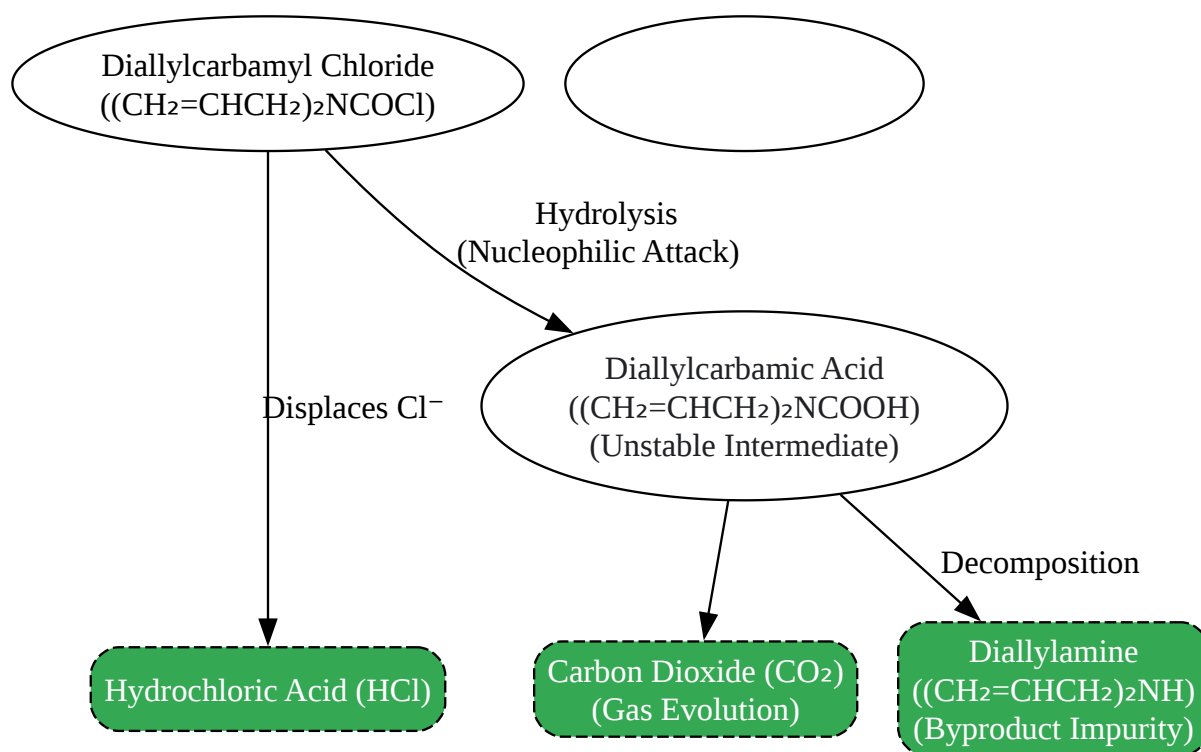 Diallylcarbamyl Chloride
((CH₂=CHCH₂)₂NCOCl)
Hydrolysis
(Nucleophilic Attack)
Diallylcarbamic Acid
((CH₂=CHCH₂)₂NCOOH)
(Unstable Intermediate)
Displaces Cl⁻
Decomposition
Hydrochloric Acid (HCl)
Carbon Dioxide (CO₂)
(Gas Evolution)
Diallylamine
((CH₂=CHCH₂)₂NH)
(Byproduct Impurity)